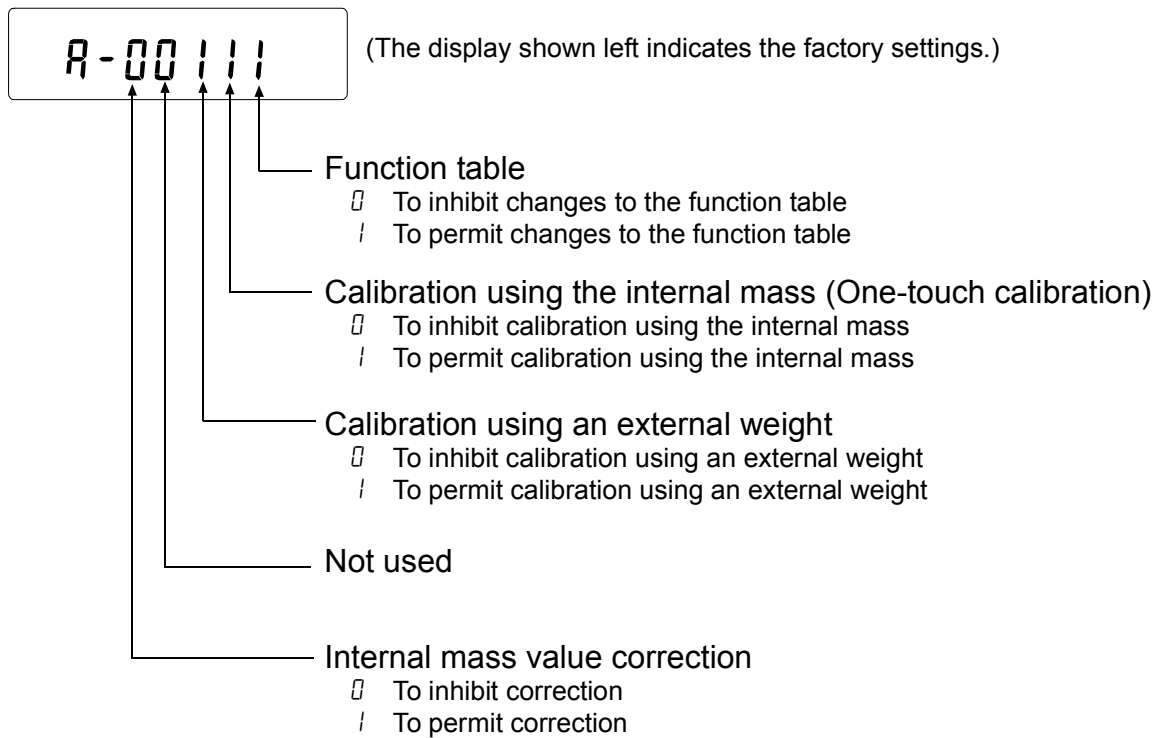 A-00111
(The display shown left indicates the factory settings.)
Function table
0 To inhibit changes to the function table
1 To permit changes to the function table
Calibration using the internal mass (One-touch calibration)
0 To inhibit calibration using the internal mass
1 To permit calibration using the internal mass
Calibration using an external weight
0 To inhibit calibration using an external weight
1 To permit calibration using an external weight
Not used
Internal mass value correction
0 To inhibit correction
1 To permit correction